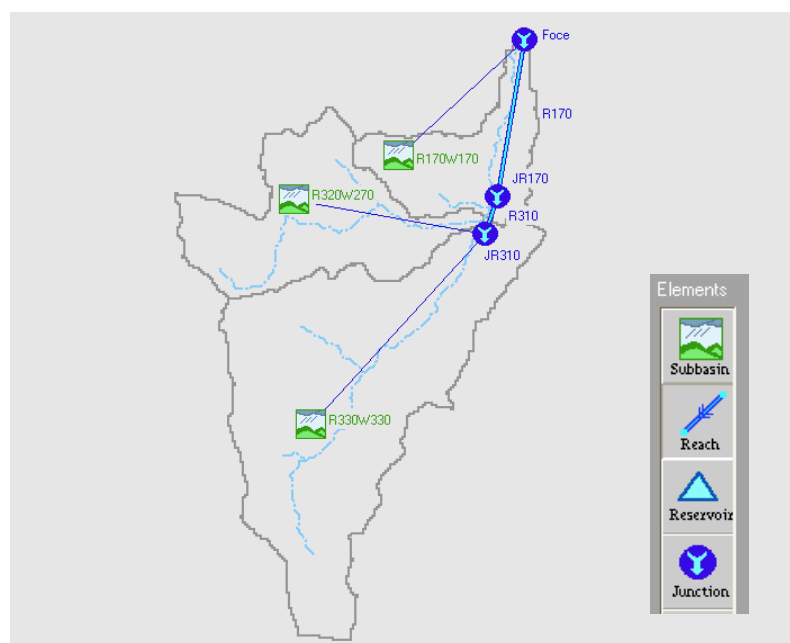 Foce
R170
R170W170
JR170
R320W270
R310
JR310
R330W330
Elements
Subbasin
Reach
Reservoir
Junction